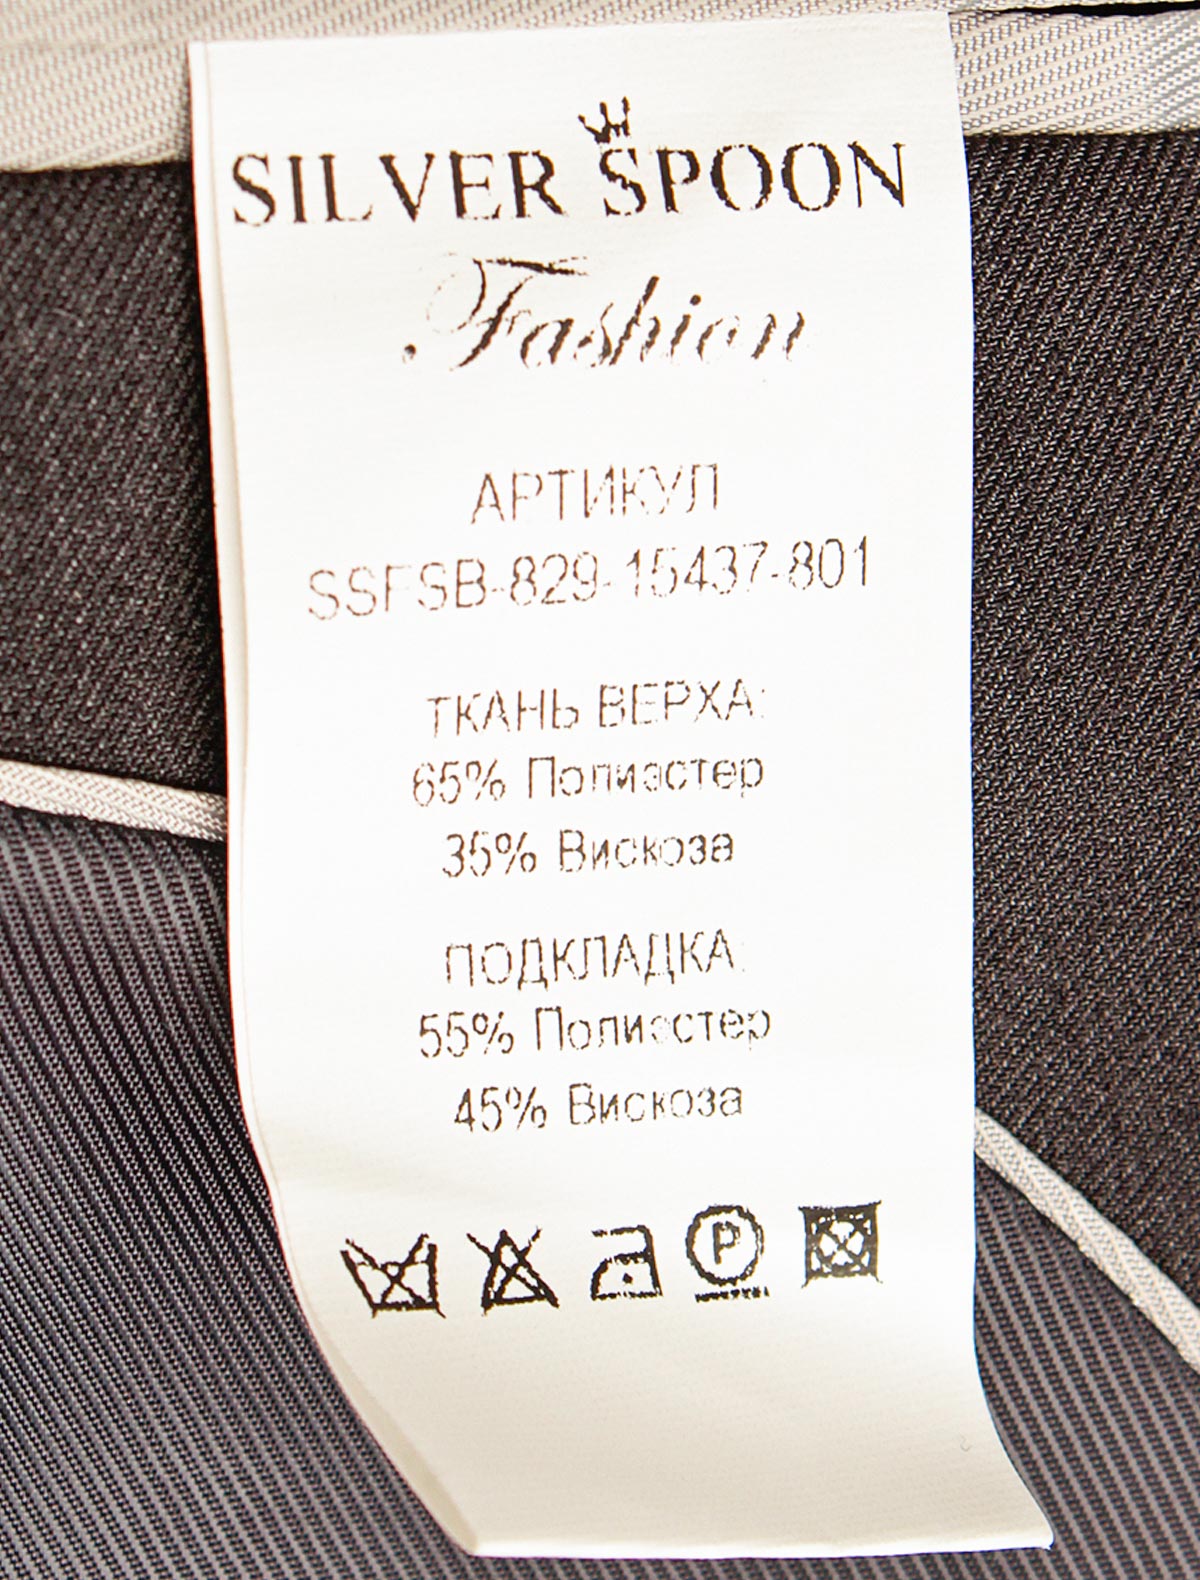 SILVER SPOON
Fashion
АРТИКУЛ
SSFSB-829-15437-801
ТКАНЬ ВЕРХА:
65% Полиэстер
35% Вискоза
ПОДКЛАДКА:
55% Полиэстер
45% Вискоза
P